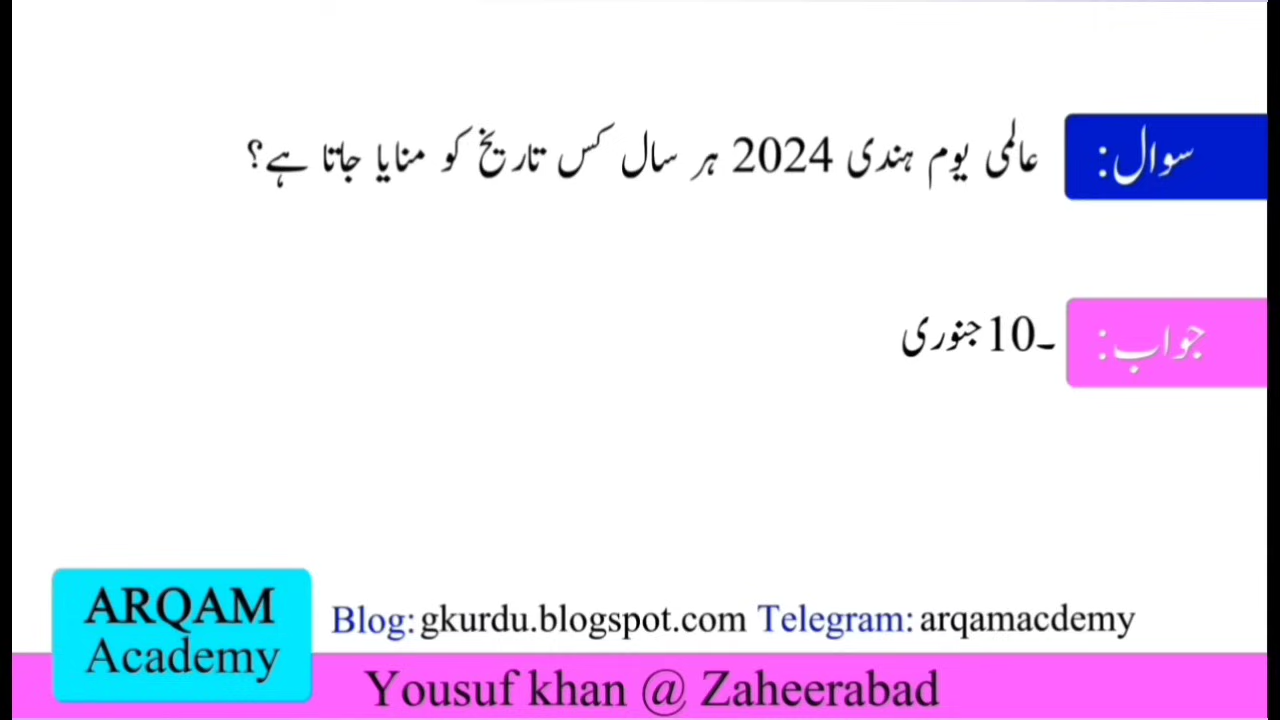 سوال: عالمی یوم ہندی 2024 ہر سال کس تاریخ کو منایا جاتا ہے؟
جواب: ۔10 جنوری
ARQAM
Academy
Blog: gkurdu.blogspot.com Telegram: arqamacdemy
Yousuf khan @ Zaheerabad